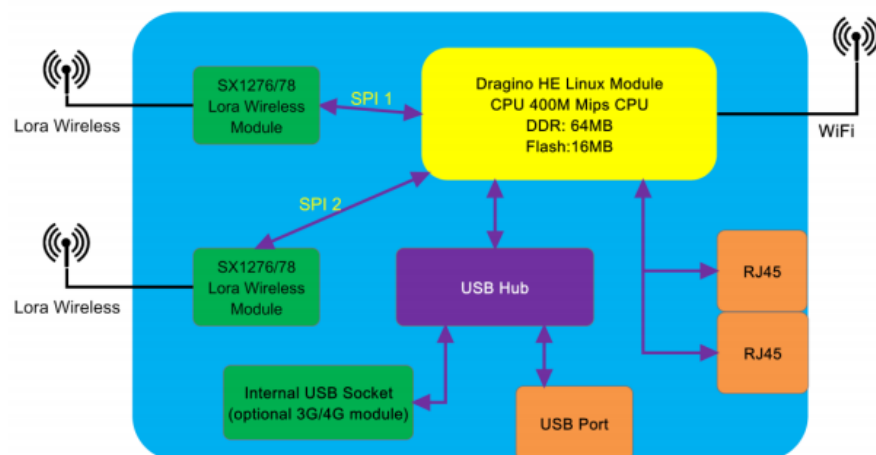 SX1276/78
Lora Wireless
Module
SPI 1
Dragino HE Linux Module
CPU 400M Mips CPU
DDR: 64MB
Flash:16MB
Lora Wireless
WiFi
SPI 2
SX1276/78
Lora Wireless
Module
USB Hub
RJ45
Lora Wireless
RJ45
Internal USB Socket
(optional 3G/4G module)
USB Port